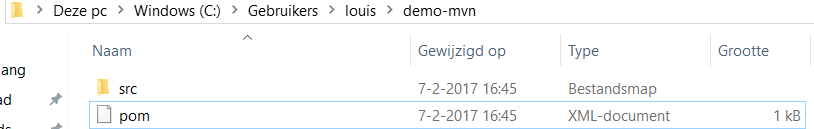 Deze pc > Windows (C:) > Gebruikers > louis > demo-mvn
Naam Gewijzigd op Type Grootte
ang
src 7-2-2017 16:45 Bestandsmap
ad
pom 7-2-2017 16:45 XML-document 1 kB
ds